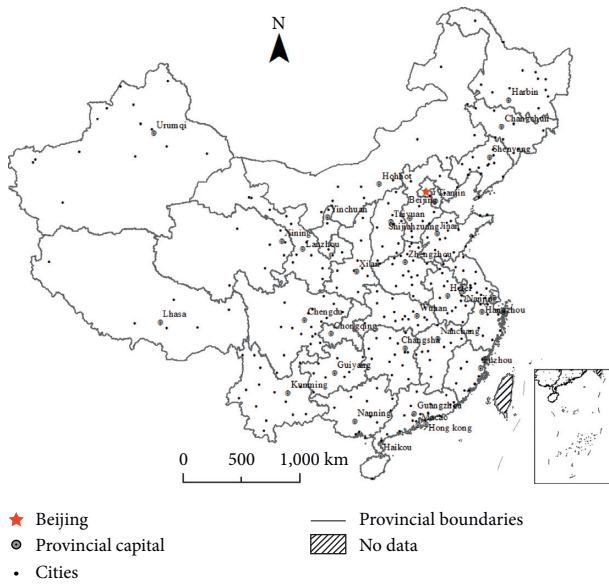 N
Harbin
Changchun
Urumqi
Shenyang
Hohhot
Tianjin
Beijing
Yinchuan
Taiyuan
Shijiahzuang
Jinan
Xining
Lanzhou
Zhengzhou
Xi'an
Hefei
Nanjing
Hangzhou
Lhasa
Chengdu
Wuhan
Chongqing
Nanchang
Changsha
Fuzhou
Guiyang
Kunming
Guangzhou
Nanning
Hong kong
Haikou
0 500 1,000 km
Beijing
Provincial boundaries
Provincial capital
No data
Cities